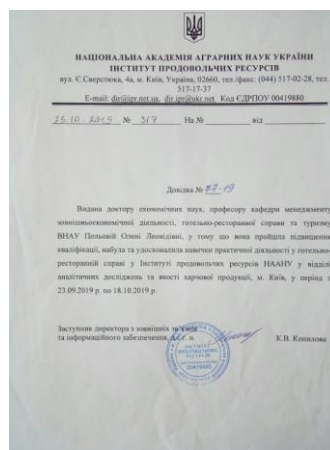 НАЦІОНАЛЬНА АКАДЕМІЯ АГРАРНИХ НАУК УКРАЇНИ
ІНСТИТУТ ПРОДОВОЛЬЧИХ РЕСУРСІВ
вул. Є.Сверстюка, 4а, м. Київ, Україна, 02660, тел./факс: (044) 517-02-28, тел.
517-17-37
E-mail: dir@ipr.net.ua, dir.ipr@ukr.net Код ЄДРПОУ 00419880
25.10.2019 № 317 На № від
Довідка № 27-19
Видана доктору економічних наук, професору кафедри менеджменту
зовнішньоекономічної діяльності, готельно-ресторанної справи та туризму
ВНАУ Польовій Олені Леонідівні, у тому що вона пройшла підвищення
кваліфікації, набула та удосконалила навички практичної діяльності у готельно-
ресторанній справі у Інституті продовольчих ресурсів НААНУ у відділі
аналітичних досліджень та якості харчової продукції, м. Київ, у період з
23.09.2019 р. по 18.10.2019 р.
Заступник директора з зовнішніх зв'язків
та інформаційного забезпечення, д.с.г. н. К.В. Копилова
ІНСТИТУТ
ПРОДОВОЛЬЧИХ
РЕСУРСІВ
00419880